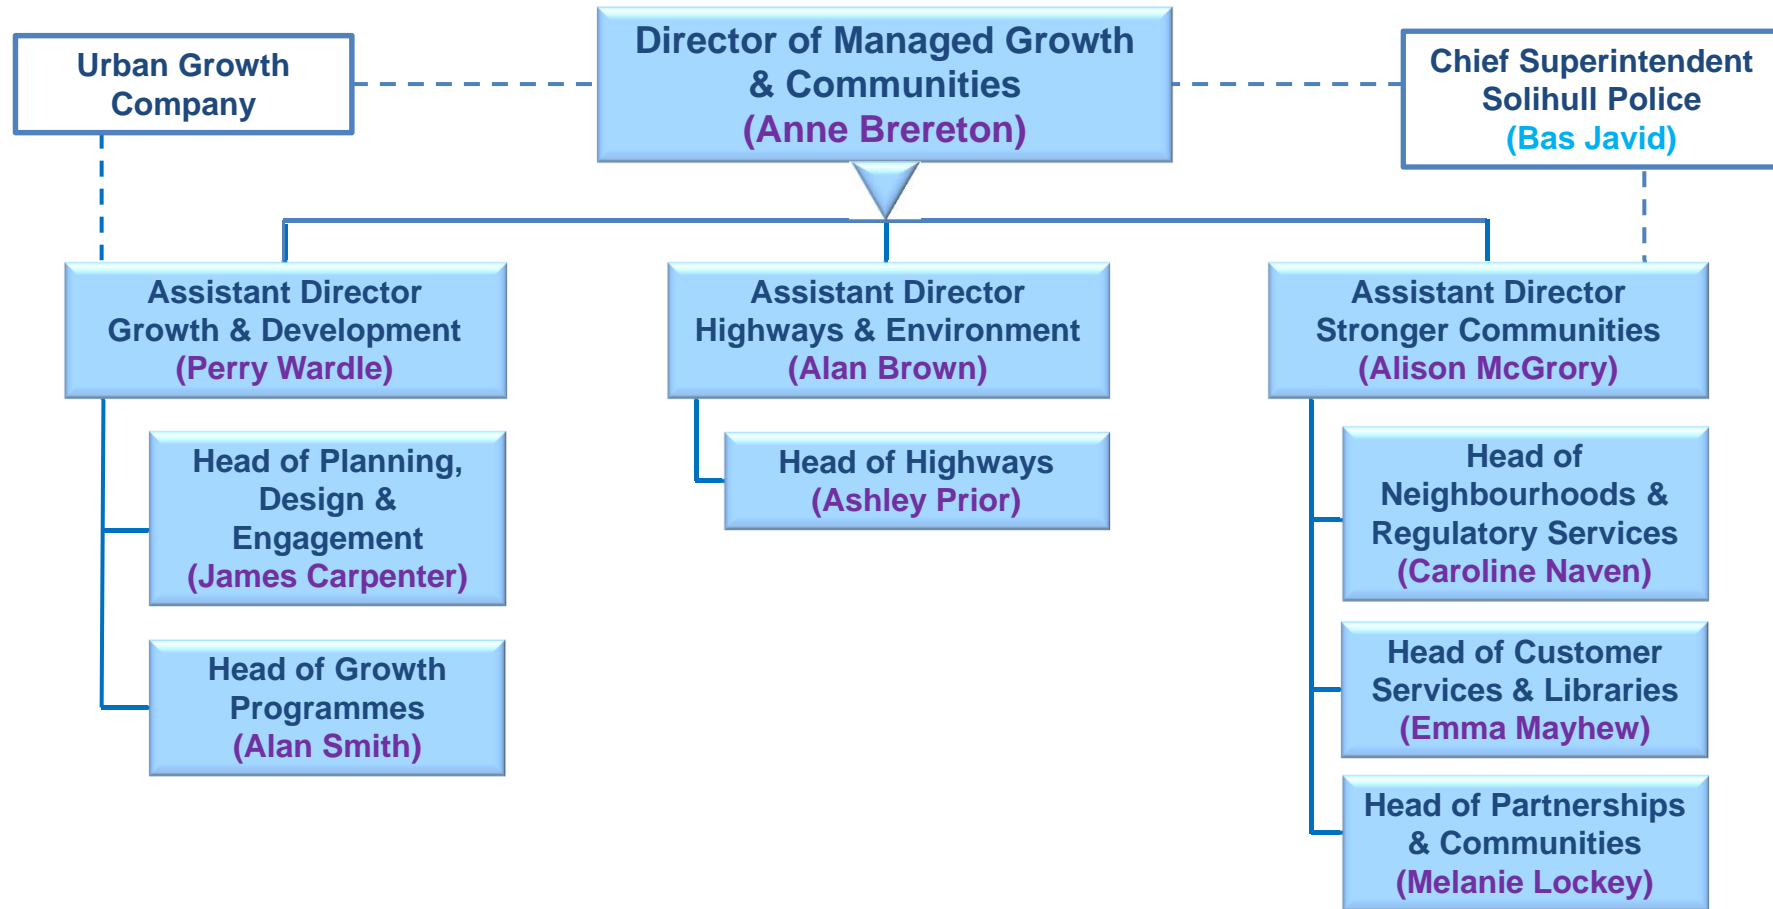 Director of Managed Growth
& Communities
(Anne Brereton)
Urban Growth
Company
Chief Superintendent
Solihull Police
(Bas Javid)
Assistant Director
Growth & Development
(Perry Wardle)
Assistant Director
Highways & Environment
(Alan Brown)
Assistant Director
Stronger Communities
(Alison McGrory)
Head of Planning,
Design &
Engagement
(James Carpenter)
Head of Growth
Programmes
(Alan Smith)
Head of Highways
(Ashley Prior)
Head of
Neighbourhoods &
Regulatory Services
(Caroline Naven)
Head of Customer
Services & Libraries
(Emma Mayhew)
Head of Partnerships
& Communities
(Melanie Lockey)